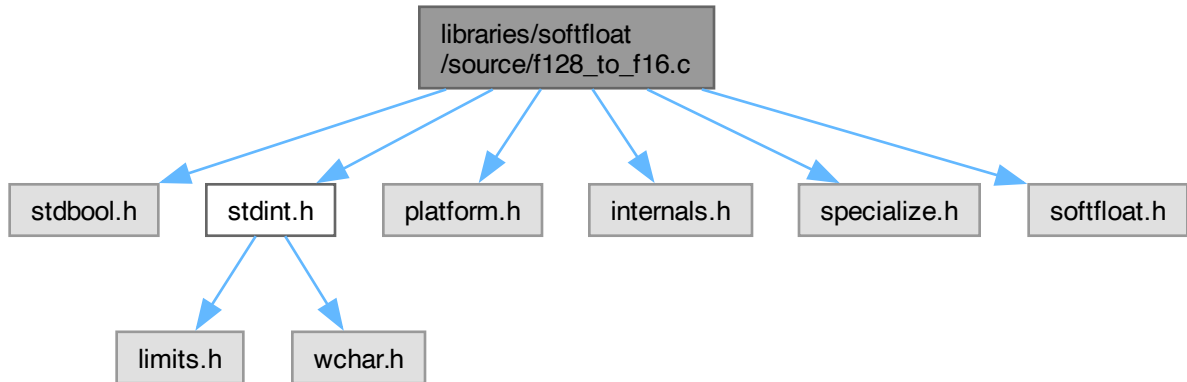 libraries/softfloat
/source/f128_to_f16.c
stdbool.h
stdint.h
platform.h
internals.h
specialize.h
softfloat.h
limits.h
wchar.h